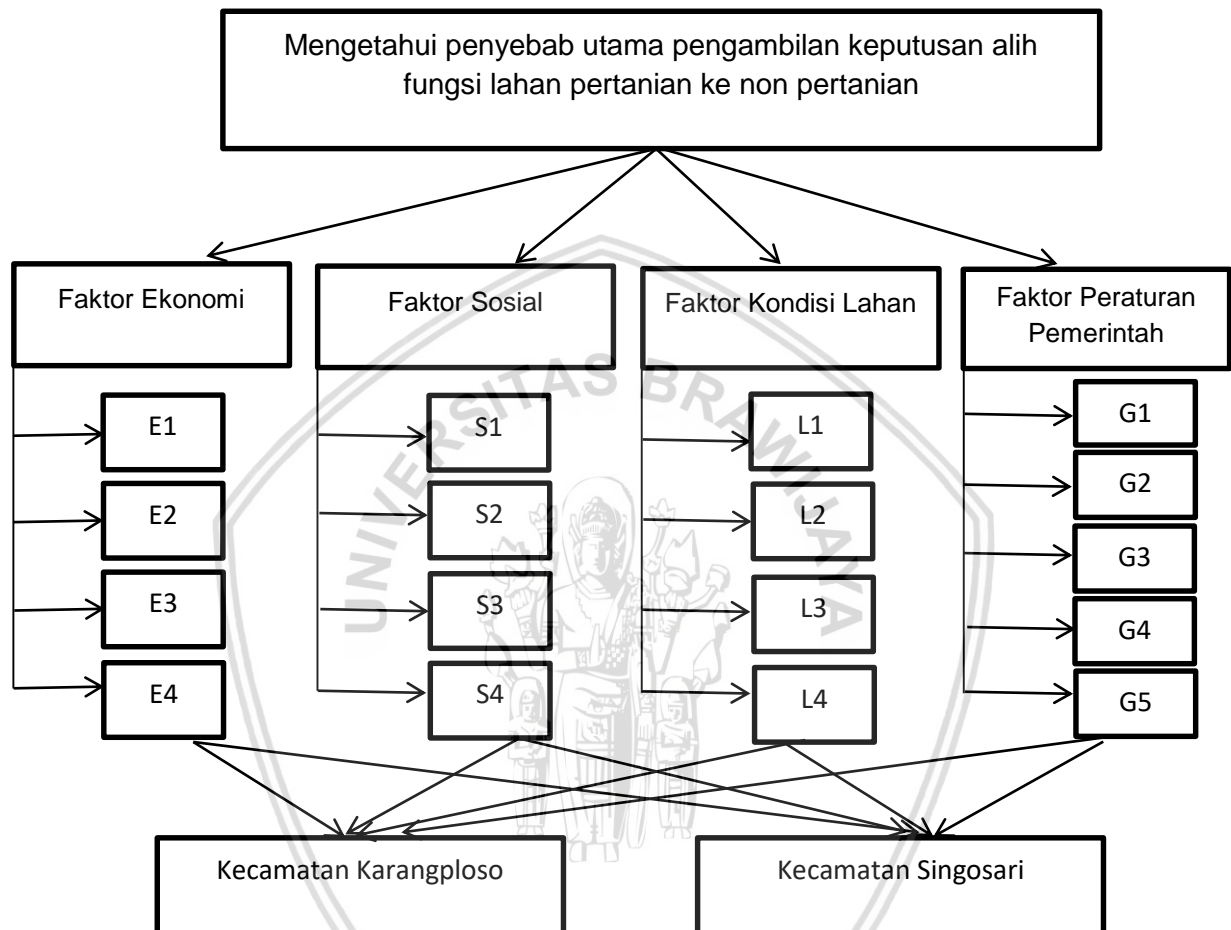 Mengetahui penyebab utama pengambilan keputusan alih
fungsi lahan pertanian ke non pertanian
Faktor Ekonomi
Faktor Sosial
Faktor Kondisi Lahan
Faktor Peraturan
Pemerintah
E1
E2
E3
E4
S1
S2
S3
S4
L1
L2
L3
L4
G1
G2
G3
G4
G5
Kecamatan Karangploso
Kecamatan Singosari
UNIVERSITAS BRAWIJAYA